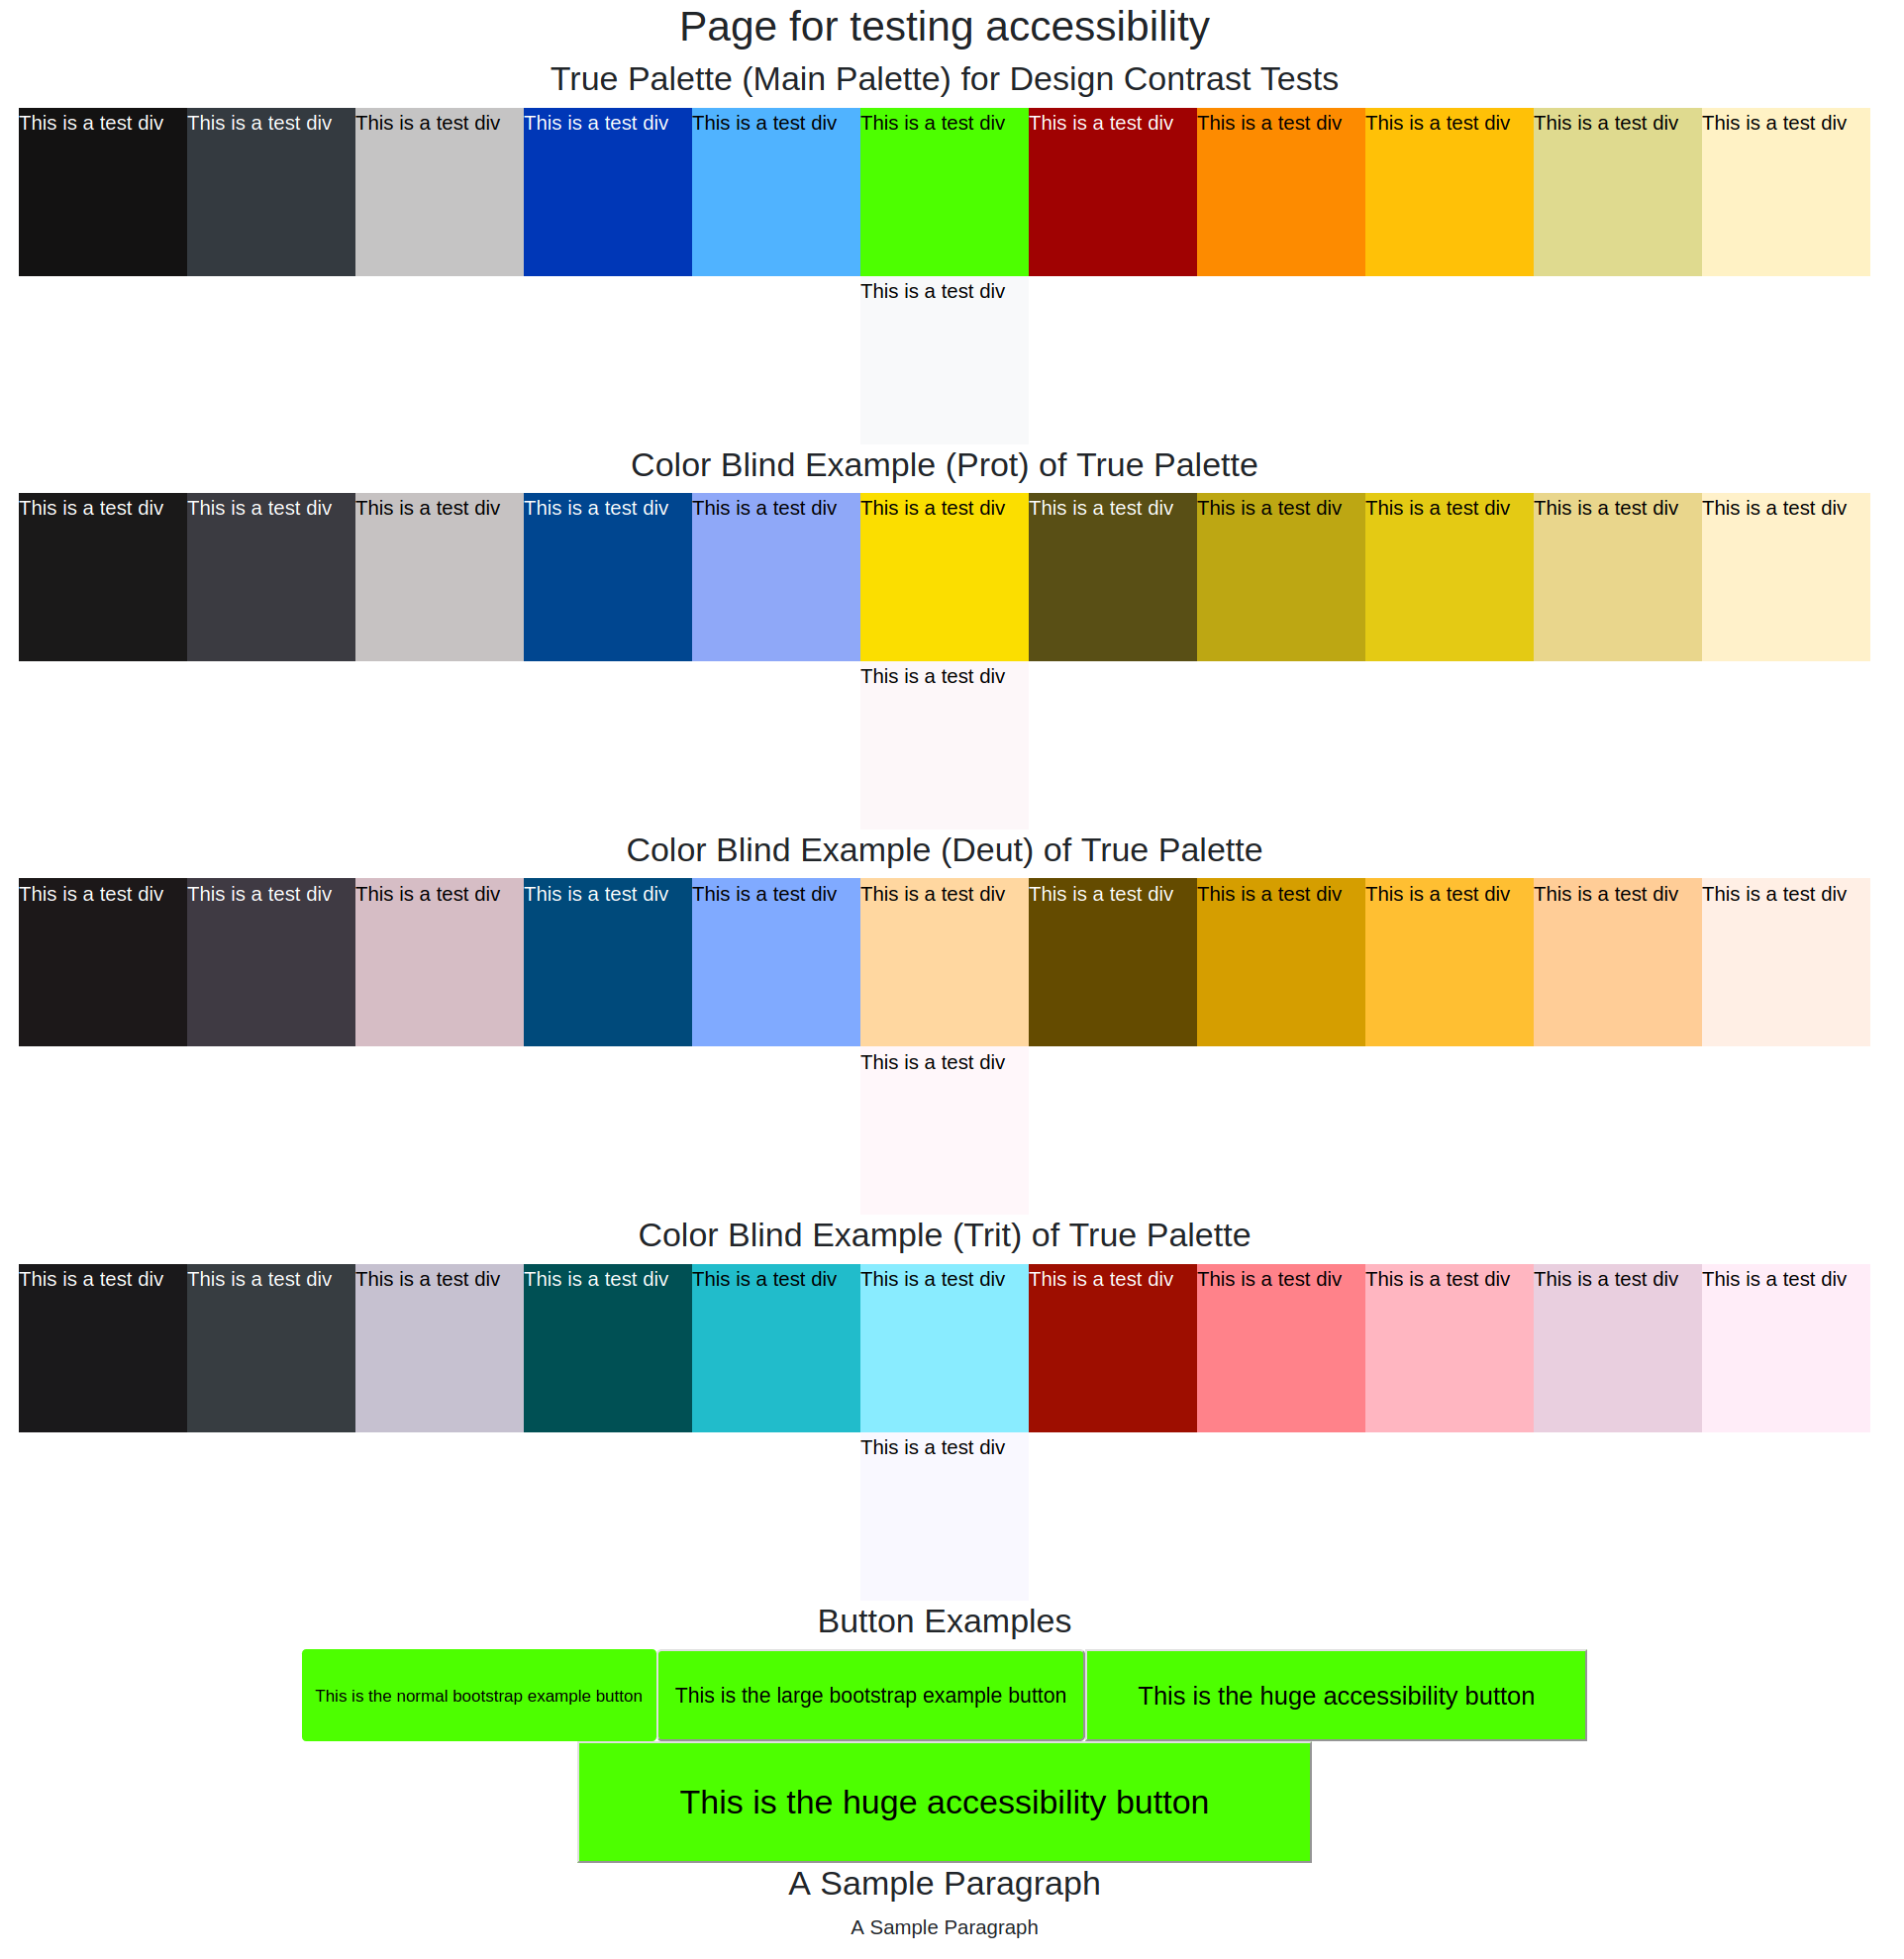 Page for testing accessibility
True Palette (Main Palette) for Design Contrast Tests
This is a test div This is a test div This is a test div This is a test div This is a test div This is a test div This is a test div This is a test div This is a test div This is a test div This is a test div
This is a test div
Color Blind Example (Prot) of True Palette
This is a test div This is a test div This is a test div This is a test div This is a test div This is a test div This is a test div This is a test div This is a test div This is a test div This is a test div
This is a test div
Color Blind Example (Deut) of True Palette
This is a test div This is a test div This is a test div This is a test div This is a test div This is a test div This is a test div This is a test div This is a test div This is a test div This is a test div
This is a test div
Color Blind Example (Trit) of True Palette
This is a test div This is a test div This is a test div This is a test div This is a test div This is a test div This is a test div This is a test div This is a test div This is a test div This is a test div
This is a test div
Button Examples
This is the normal bootstrap example button This is the large bootstrap example button This is the huge accessibility button
This is the huge accessibility button
A Sample Paragraph
A Sample Paragraph